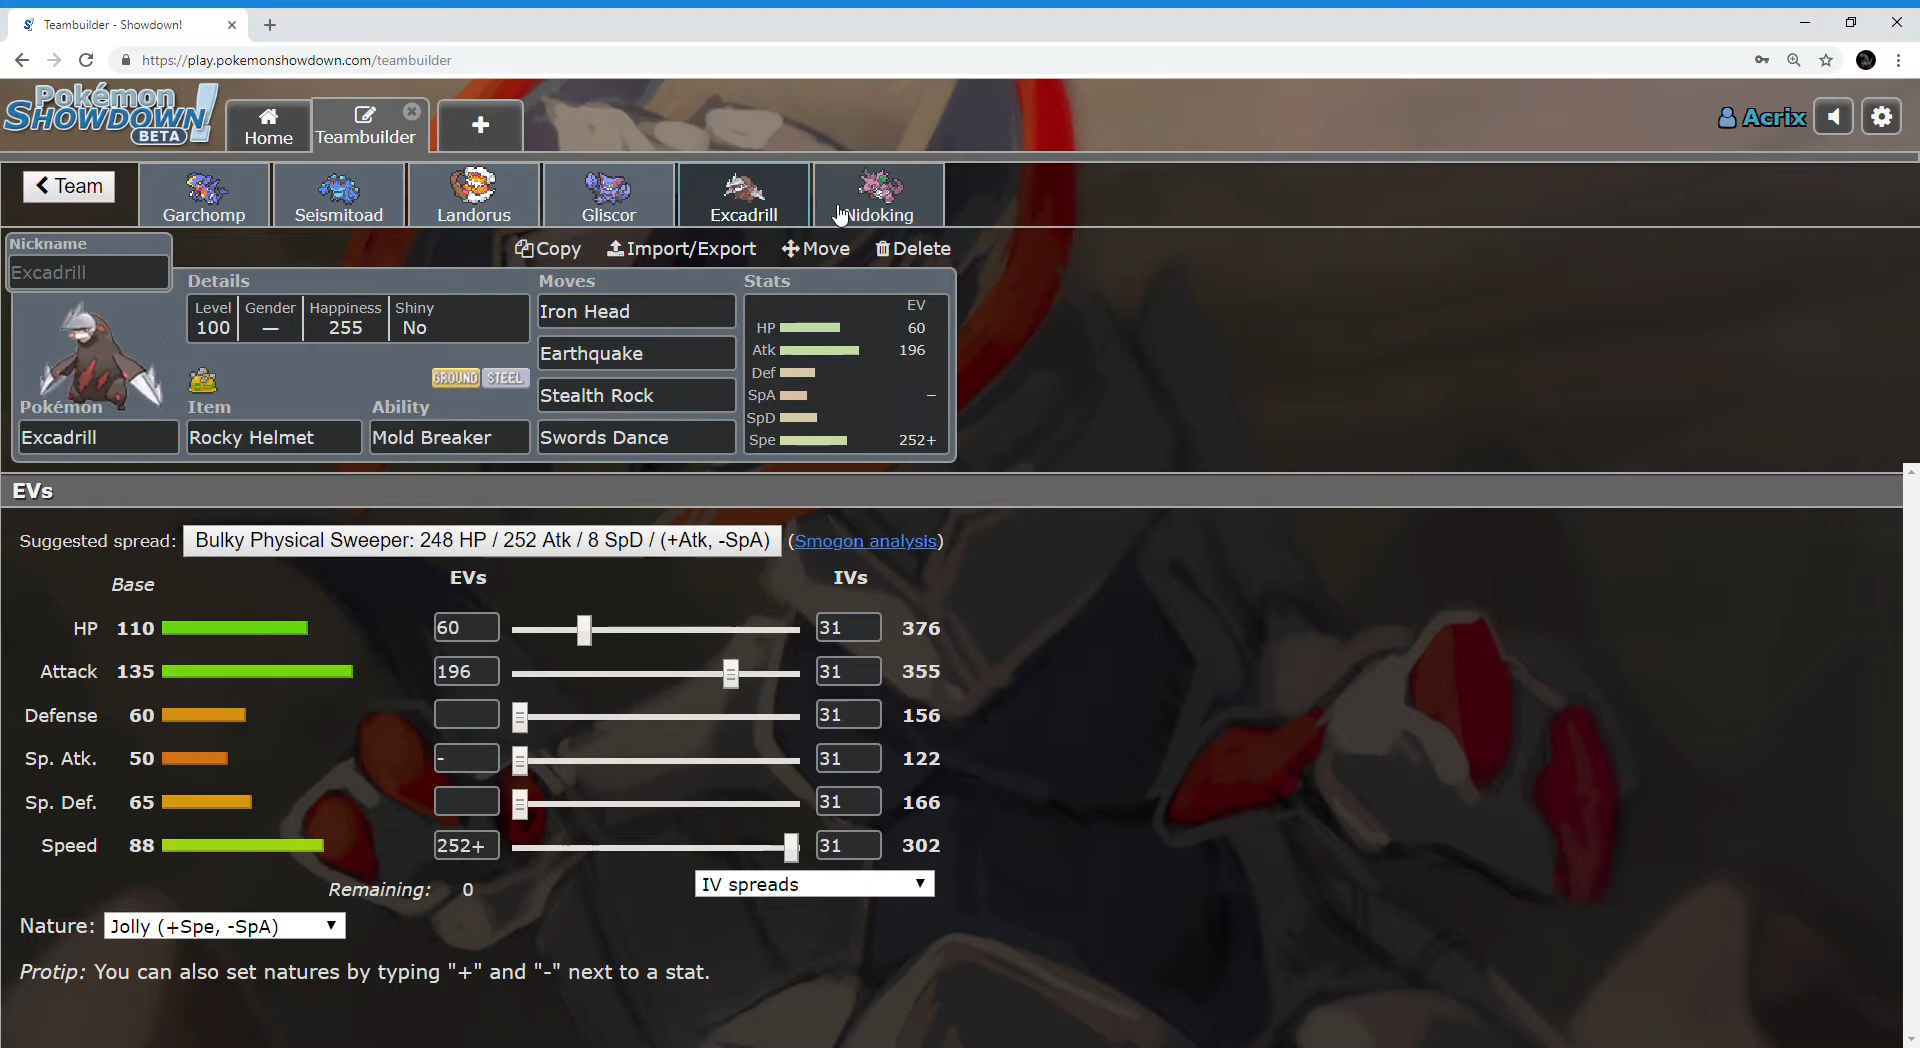 Teambuilder - Showdown!
https://play.pokemonshowdown.com/teambuilder
Pokémon
SHOWDOWN!
BETA
Home
Teambuilder
Acrix
Team
Garchomp
Seismitoad
Landorus
Gliscor
Excadrill
Nidoking
Nickname
Excadrill
Copy
Import/Export
Move
Delete
Details
Moves
Stats
Level Gender Happiness Shiny
100 — 255 No
Iron Head
Earthquake
Stealth Rock
Swords Dance
EV
HP 60
Atk 196
Def
SpA –
SpD
Spe 252+
GROUND STEEL
Pokémon Item Ability
Excadrill Rocky Helmet Mold Breaker
EVs
Suggested spread: Bulky Physical Sweeper: 248 HP / 252 Atk / 8 SpD / (+Atk, -SpA) (Smogon analysis)
Base EVs IVs
HP 110 60 31 376
Attack 135 196 31 355
Defense 60 31 156
Sp. Atk. 50 - 31 122
Sp. Def. 65 31 166
Speed 88 252+ 31 302
Remaining: 0
IV spreads
Nature: Jolly (+Spe, -SpA)
Protip: You can also set natures by typing "+" and "-" next to a stat.